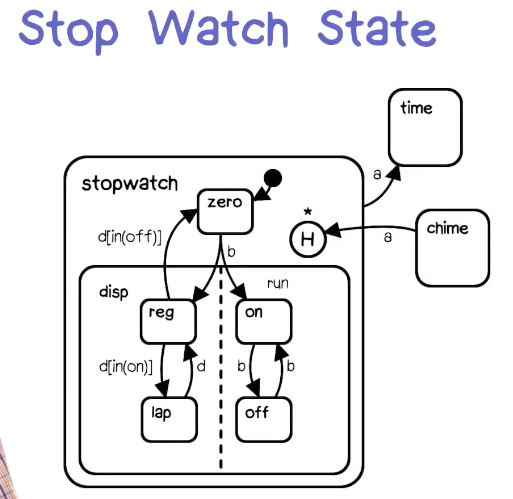 Stop Watch State
time
a
stopwatch
zero
*
H
a
chime
d[in(off)]
b
disp
run
reg
on
d[in(on)]
d
b
b
lap
off